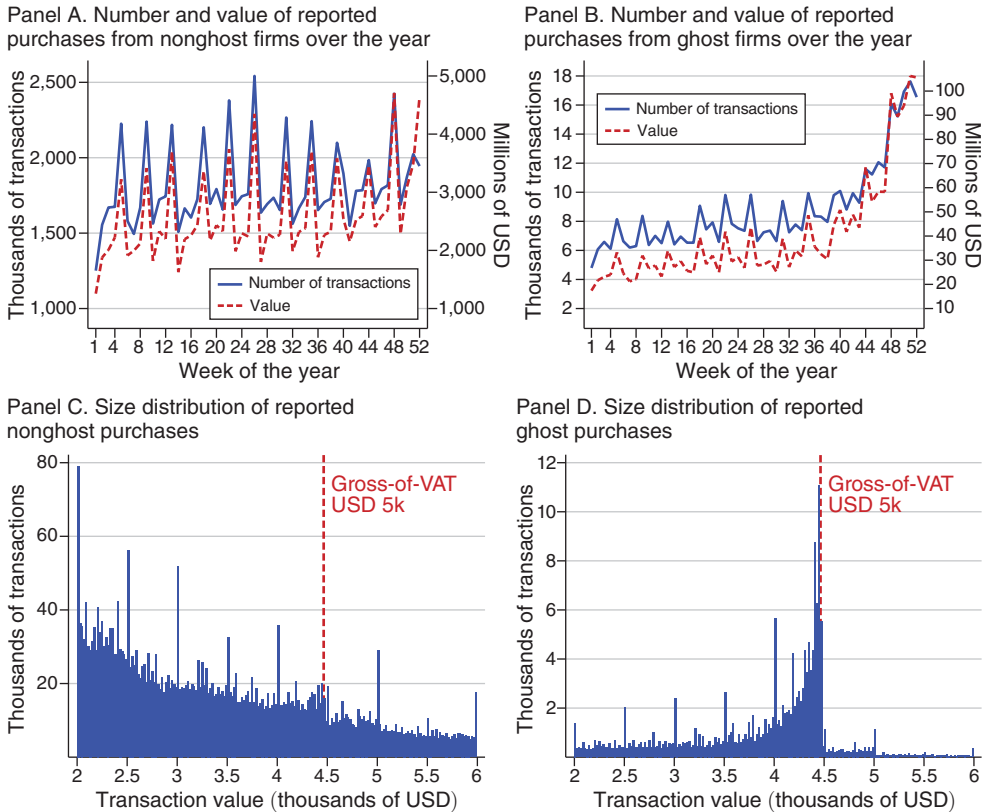 Panel A. Number and value of reported
purchases from nonghost firms over the year
Thousands of transactions
2,500
2,000
1,500
1,000
5,000
4,000
3,000
2,000
1,000
Millions of USD
Number of transactions
Value
1 4 8 12 16 20 24 28 32 36 40 44 48 52
Week of the year
Panel B. Number and value of reported
purchases from ghost firms over the year
Thousands of transactions
18
16
14
12
10
8
6
4
2
100
90
80
70
60
50
40
30
20
10
Millions of USD
Number of transactions
Value
1 4 8 12 16 20 24 28 32 36 40 44 48 52
Week of the year
Panel C. Size distribution of reported
nonghost purchases
Thousands of transactions
80
60
40
20
Gross-of-VAT
USD 5k
2 2.5 3 3.5 4 4.5 5 5.5 6
Transaction value (thousands of USD)
Panel D. Size distribution of reported
ghost purchases
Thousands of transactions
12
10
8
6
4
2
Gross-of-VAT
USD 5k
2 2.5 3 3.5 4 4.5 5 5.5 6
Transaction value (thousands of USD)